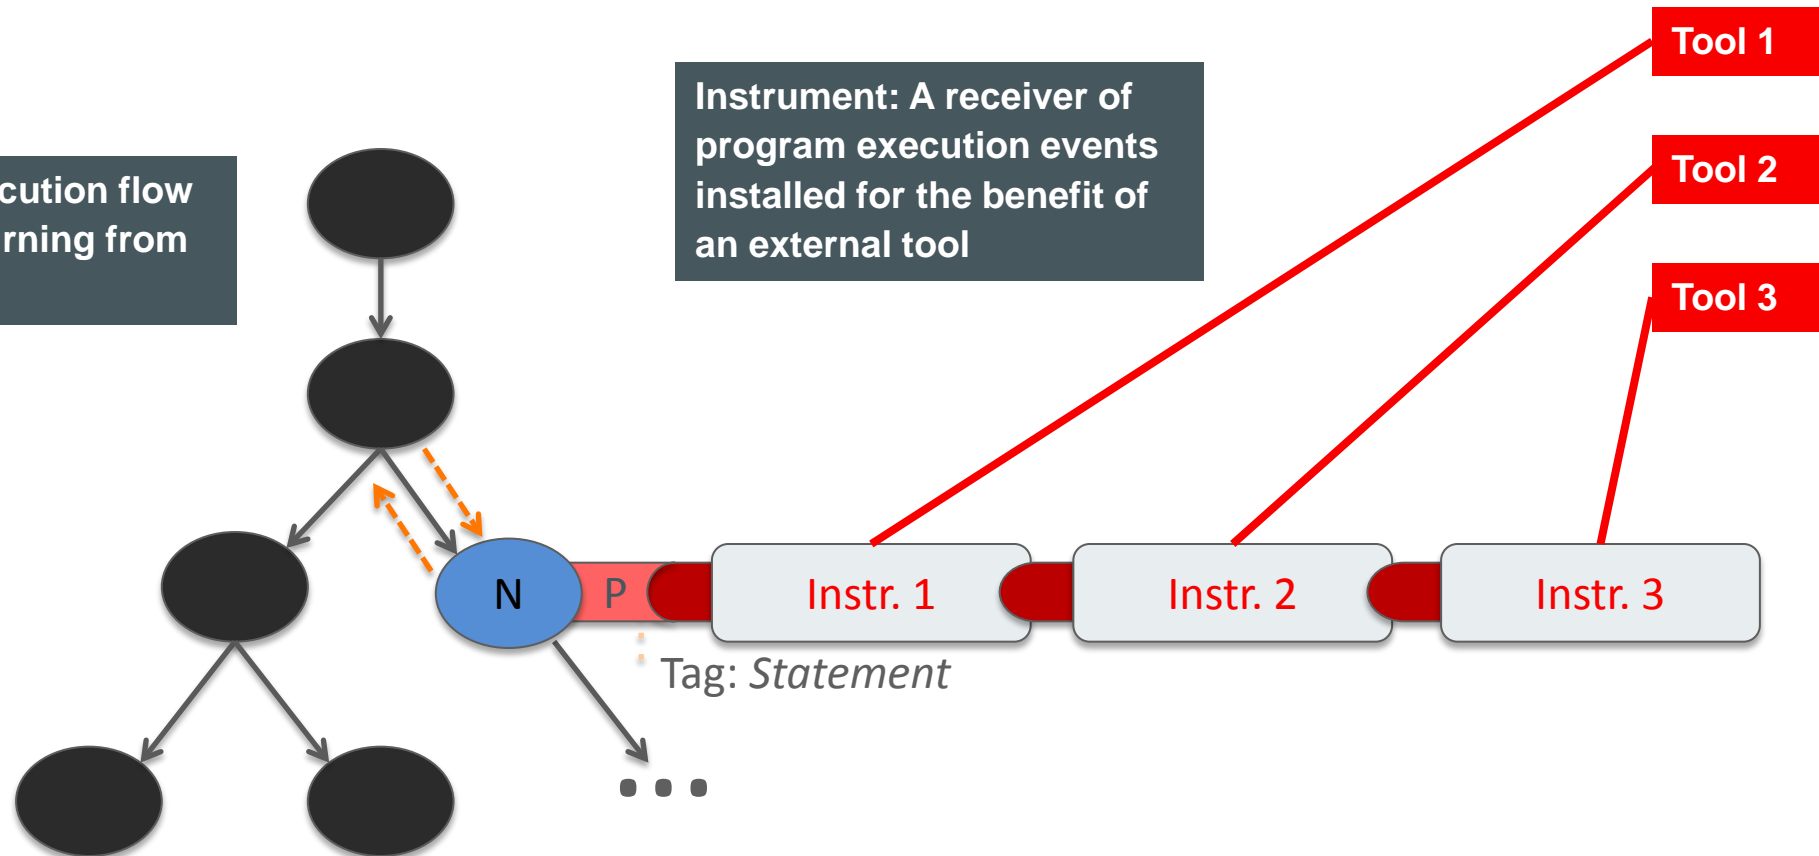 Tool 1
Instrument: A receiver of
program execution events
installed for the benefit of
an external tool
Tool 2
cution flow
rning from
Tool 3
N
P
Instr. 1
Instr. 2
Instr. 3
Tag: Statement
...